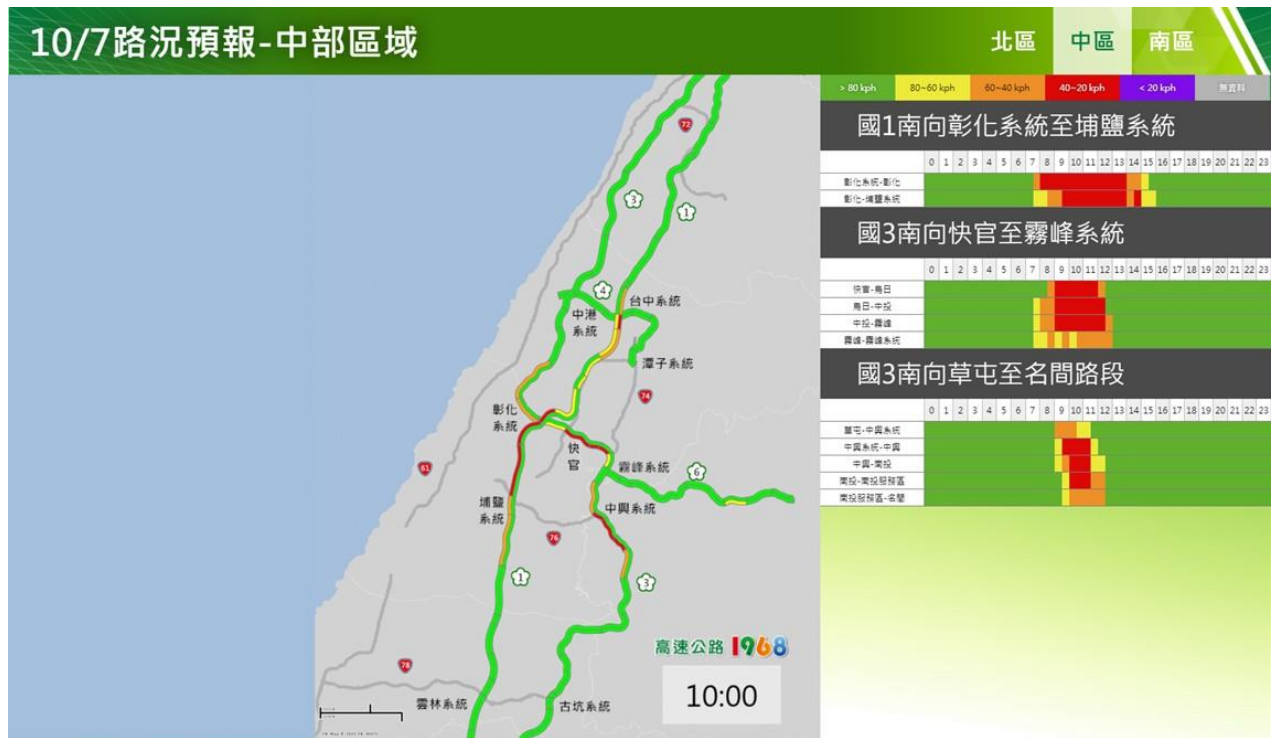 10/7路況預報-中部區域
北區 中區 南區
> 80 kph 80~60 kph 60~40 kph 40~20 kph < 20 kph 無資料
國1南向彰化系統至埔鹽系統
0 1 2 3 4 5 6 7 8 9 10 11 12 13 14 15 16 17 18 19 20 21 22 23
彰化系統-彰化
彰化-埔鹽系統
國3南向快官至霧峰系統
0 1 2 3 4 5 6 7 8 9 10 11 12 13 14 15 16 17 18 19 20 21 22 23
快官-烏日
烏日-中投
中投-霧峰
霧峰-霧峰系統
國3南向草屯至名間路段
0 1 2 3 4 5 6 7 8 9 10 11 12 13 14 15 16 17 18 19 20 21 22 23
草屯-中興系統
中興系統-中興
中興-南投
南投-南投服務區
南投服務區-名間
72
3
1
4
台中系統
中港
系統
潭子系統
74
彰化
系統
快
官
61
霧峰系統
6
埔鹽
系統
中興系統
76
1
3
高速公路1968
78
10:00
雲林系統
古坑系統